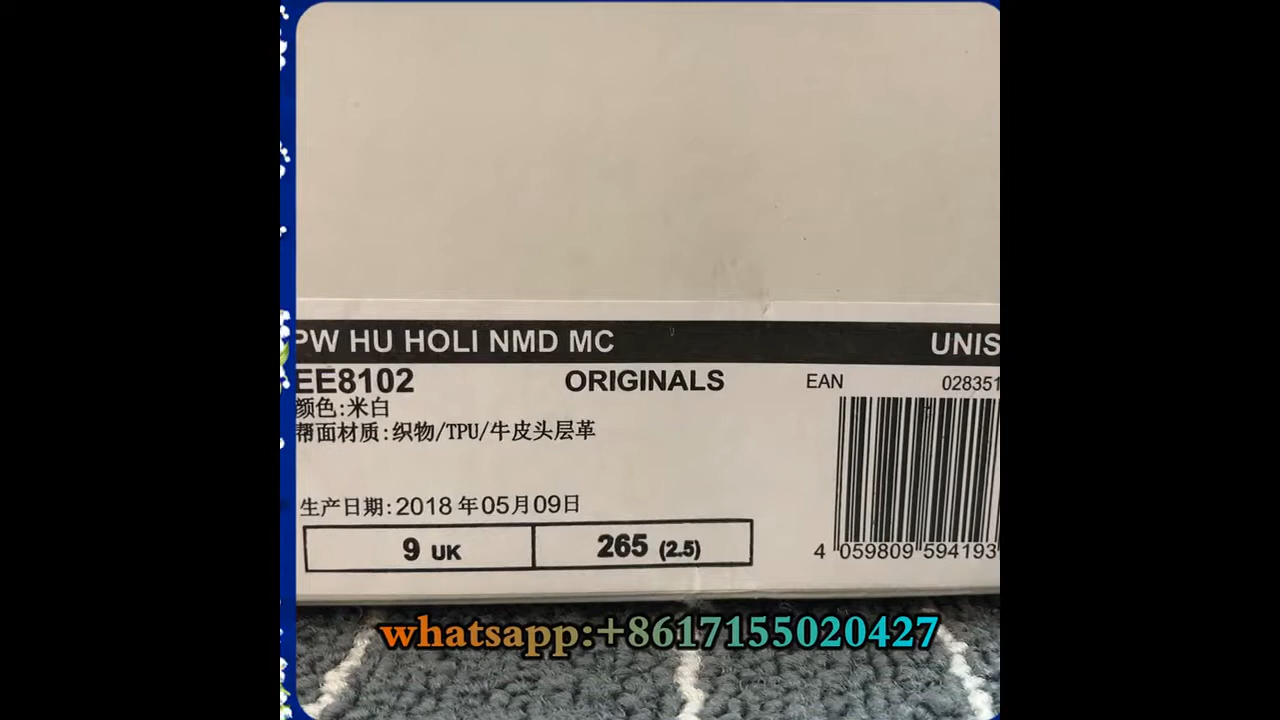 PW HU HOLI NMD MC
UNIS
EE8102
ORIGINALS
EAN
028351
颜色:米白
帮面材质:织物/TPU/牛皮头层革
生产日期:2018年05月09日
9 UK
265 (2.5)
4 059809 594193
whatsapp:+8617155020427